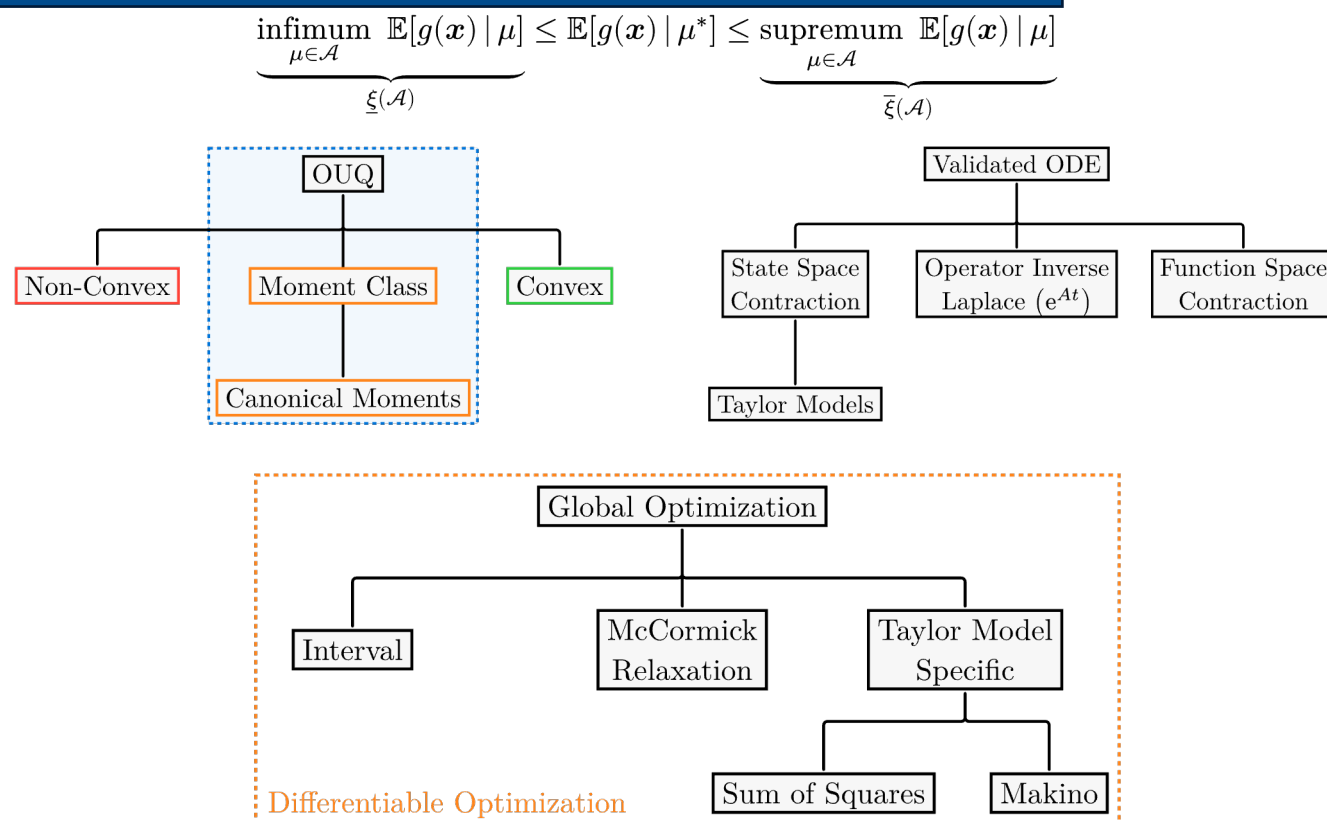 infimum 𝔼[g(𝒙) | μ] ≤ 𝔼[g(𝒙) | μ*] ≤ supremum 𝔼[g(𝒙) | μ]
μ∈𝒜 μ∈𝒜
ξ̲(𝒜) ξ̅(𝒜)
OUQ
Non-Convex
Moment Class
Convex
Canonical Moments
Validated ODE
State Space
Contraction
Operator Inverse
Laplace (e^{At})
Function Space
Contraction
Taylor Models
Global Optimization
Interval
McCormick
Relaxation
Taylor Model
Specific
Sum of Squares
Makino
Differentiable Optimization